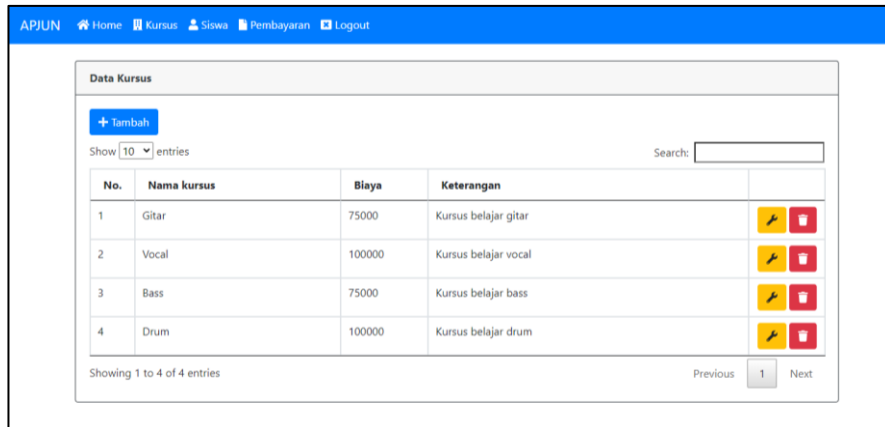 APJUN Home Kursus Siswa Pembayaran Logout
Data Kursus
Tambah
Show 10 entries Search:
No. Nama kursus Biaya Keterangan
1 Gitar 75000 Kursus belajar gitar
2 Vocal 100000 Kursus belajar vocal
3 Bass 75000 Kursus belajar bass
4 Drum 100000 Kursus belajar drum
Showing 1 to 4 of 4 entries Previous 1 Next